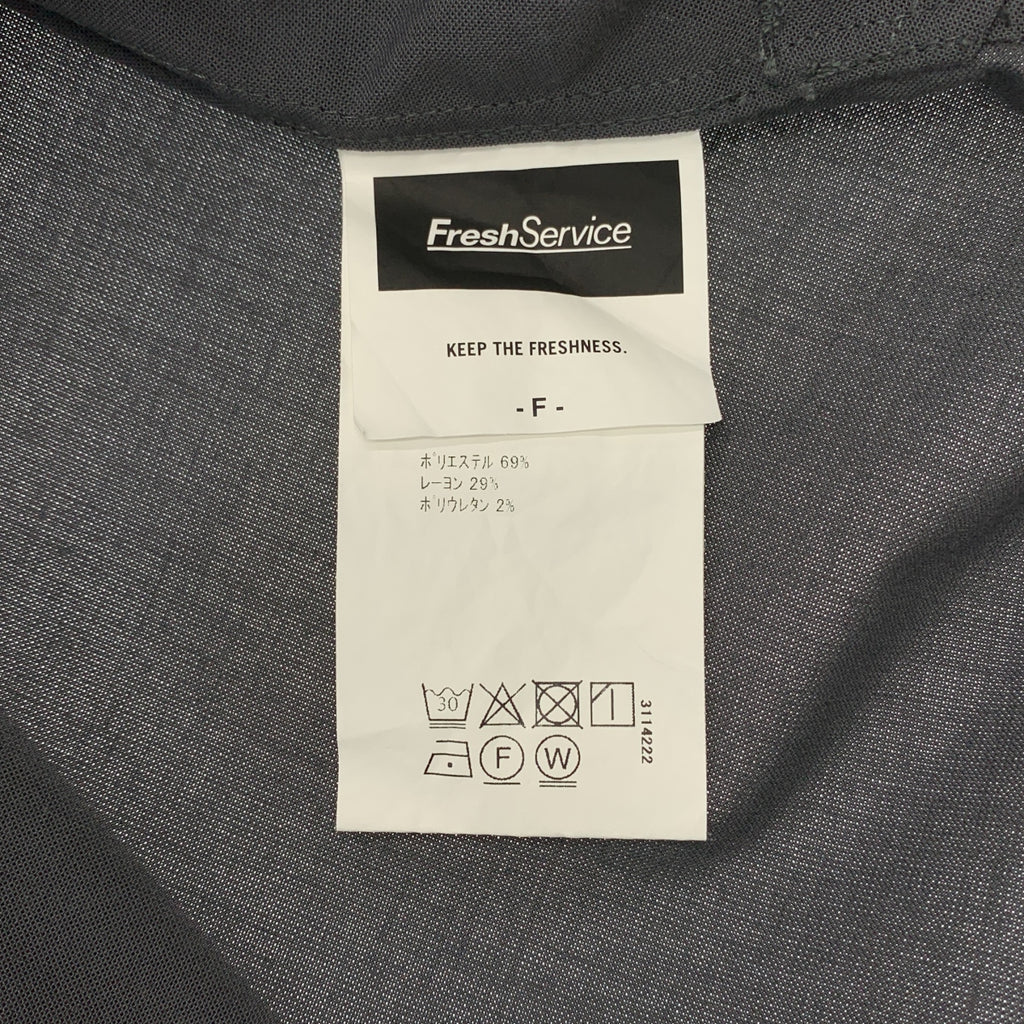 FreshService
KEEP THE FRESHNESS.
- F -
ポリエステル 69%
レーヨン 29%
ポリウレタン 2%
30
3114222
F
W